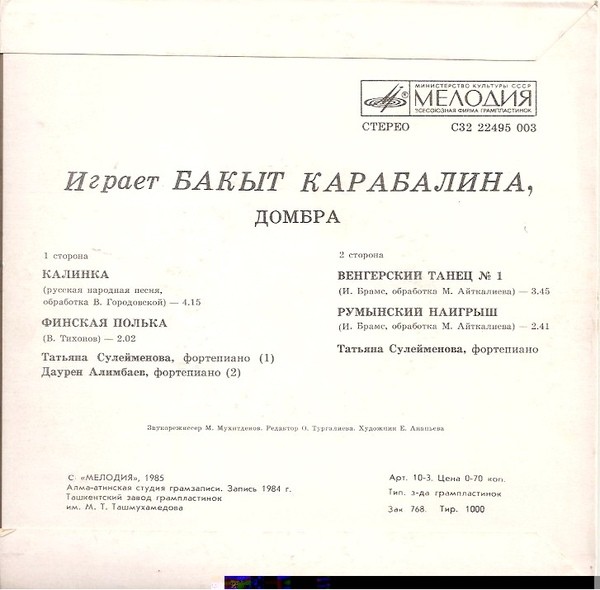 МИНИСТЕРСТВО КУЛЬТУРЫ СССР
МЕЛОДИЯ
ВСЕСОЮЗНАЯ ФИРМА ГРАМПЛАСТИНОК
СТЕРЕО С32 22495 003
Играет БАКЫТ КАРАБАЛИНА,
ДОМБРА
1 сторона
КАЛИНКА
(русская народная песня,
обработка В. Городовской) — 4.15
ФИНСКАЯ ПОЛЬКА
(В. Тихонов) — 2.02
Татьяна Сулейменова, фортепиано (1)
Даурен Алимбаев, фортепиано (2)
2 сторона
ВЕНГЕРСКИЙ ТАНЕЦ № 1
(И. Брамс, обработка М. Айткалиева) — 3.45
РУМЫНСКИЙ НАИГРЫШ
(И. Брамс, обработка М. Айткалиева) — 2.41
Татьяна Сулейменова, фортепиано
Звукорежиссер М. Мухитденов. Редактор О. Тургалиева. Художник Е. Ананьева
С «МЕЛОДИЯ», 1985
Алма-атинская студия грамзаписи. Запись 1984 г.
Ташкентский завод грампластинок
им. М. Т. Ташмухамедова
Арт. 10-3. Цена 0-70 коп.
Тип. з-да грампластинок
Зак 768. Тир. 1000